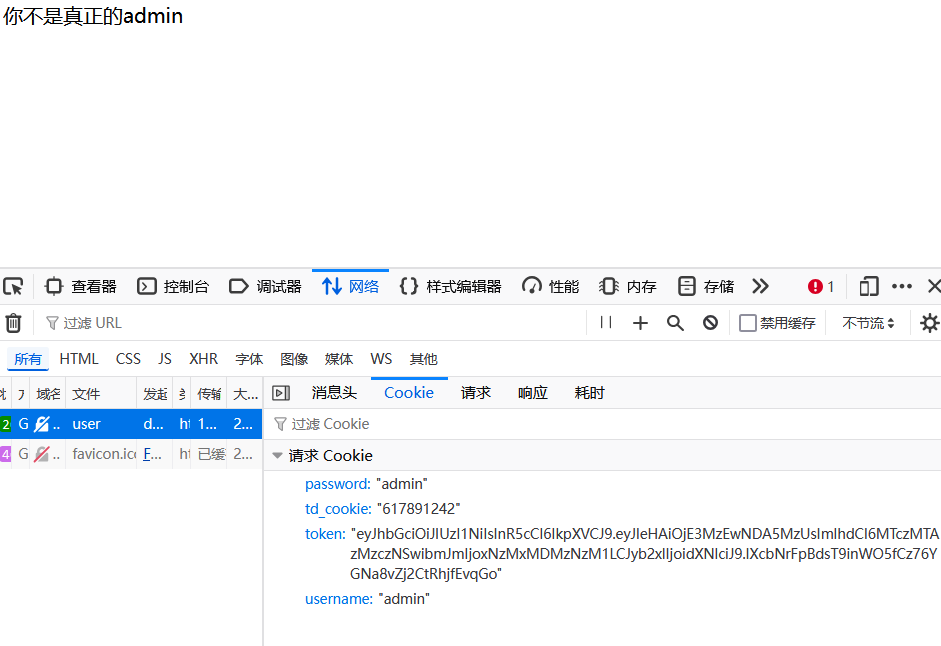 你不是真正的admin
查看器 控制台 调试器 网络 样式编辑器 性能 内存 存储 1
过滤 URL 禁用缓存 不节流
所有 HTML CSS JS XHR 字体 图像 媒体 WS 其他
域名 文件 发起 传输 大... 消息头 Cookie 请求 响应 耗时
2 G .. user d... ht 1... 2... 过滤 Cookie
4 G .. favicon.ico F... ht 已缓 2... 请求 Cookie
password: "admin"
td_cookie: "617891242"
token: "eyJhbGciOiJIUzI1NiIsInR5cCI6IkpXVCJ9.eyJleHAiOjE3MzEwNDA5MzUsImlhdCI6MTczMTA
zMzczNSwibmJmIjoxNzMxMDMzNzM1LCJyb2xlIjoidXNlciJ9.lXcbNrFpBdsT9inWO5fCz76Y
GNa8vZj2CtRhjfEvqGo"
username: "admin"